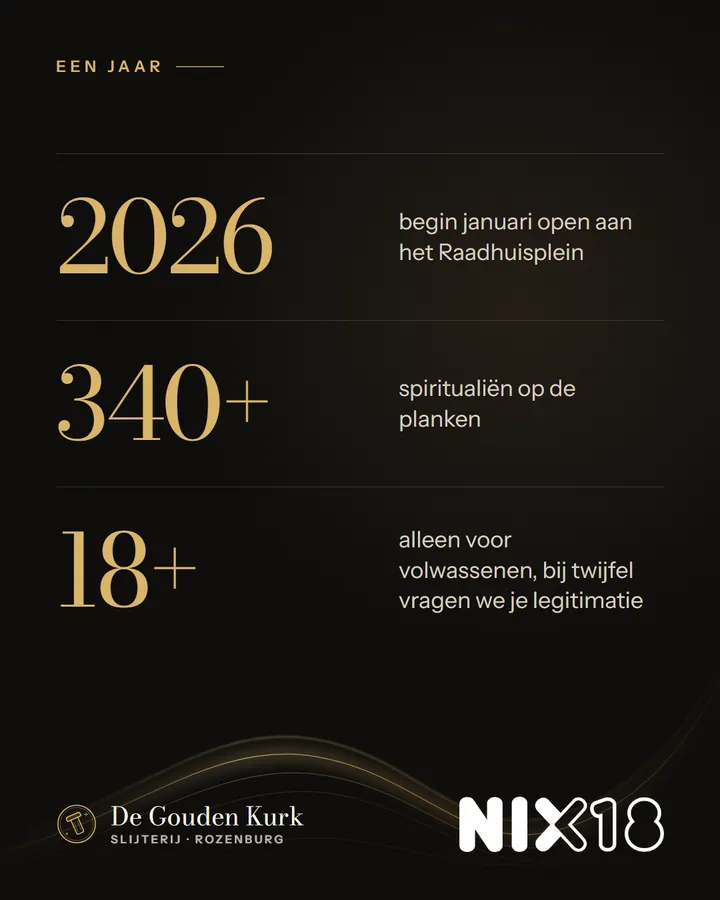 EEN JAAR
2026
begin januari open aan
het Raadhuisplein
340+
spiritualiën op de
planken
18+
alleen voor
volwassenen, bij twijfel
vragen we je legitimatie
De Gouden Kurk
SLIJTERIJ · ROZENBURG
NIX18